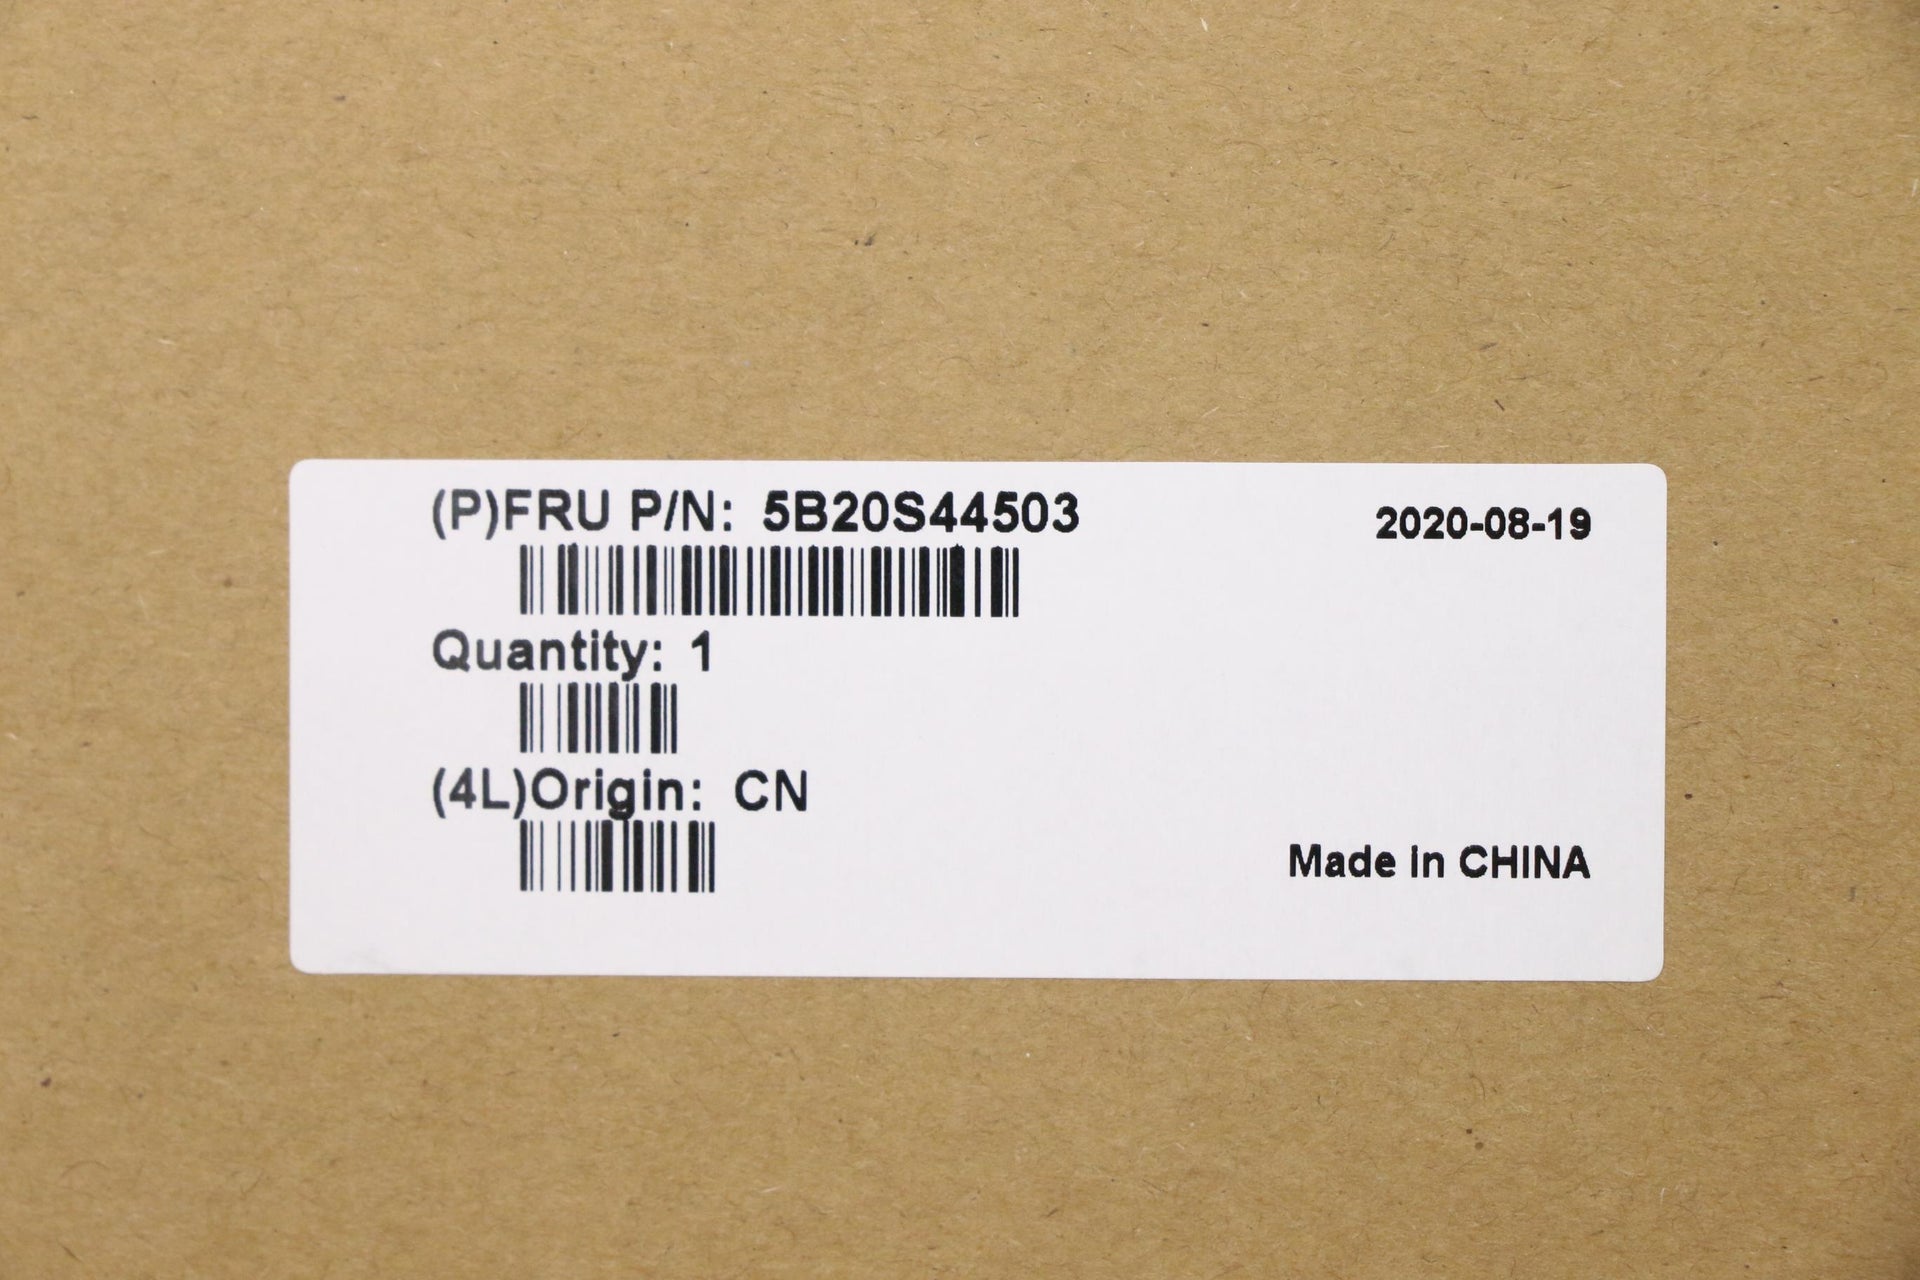 (P)FRU P/N: 5B20S44503
2020-08-19
Quantity: 1
(4L)Origin: CN
Made in CHINA